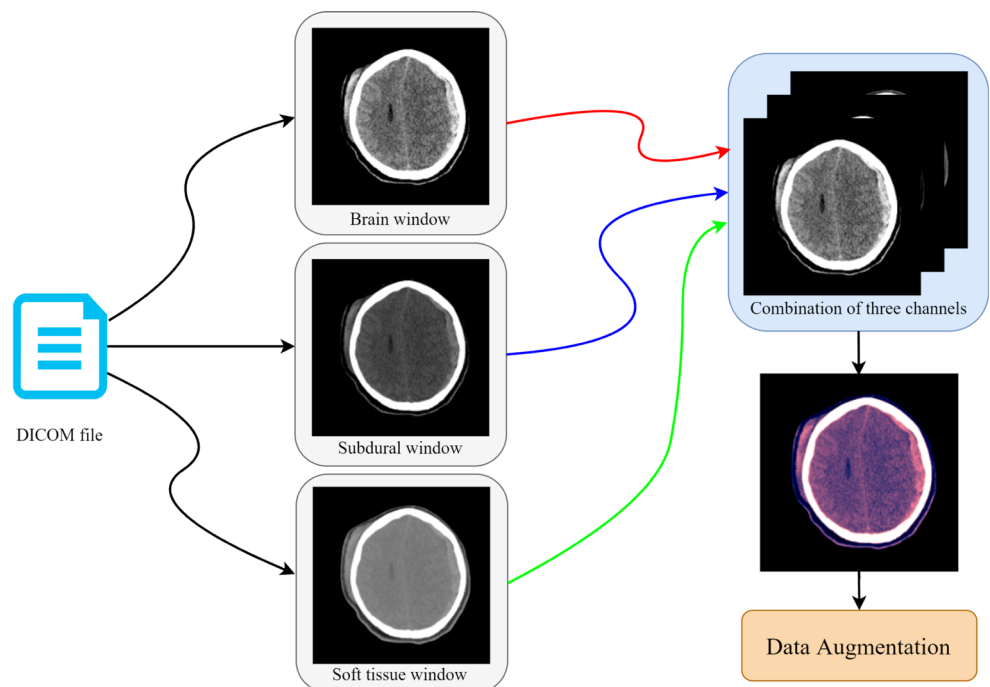 Brain window
Subdural window
Soft tissue window
DICOM file
Combination of three channels
Data Augmentation